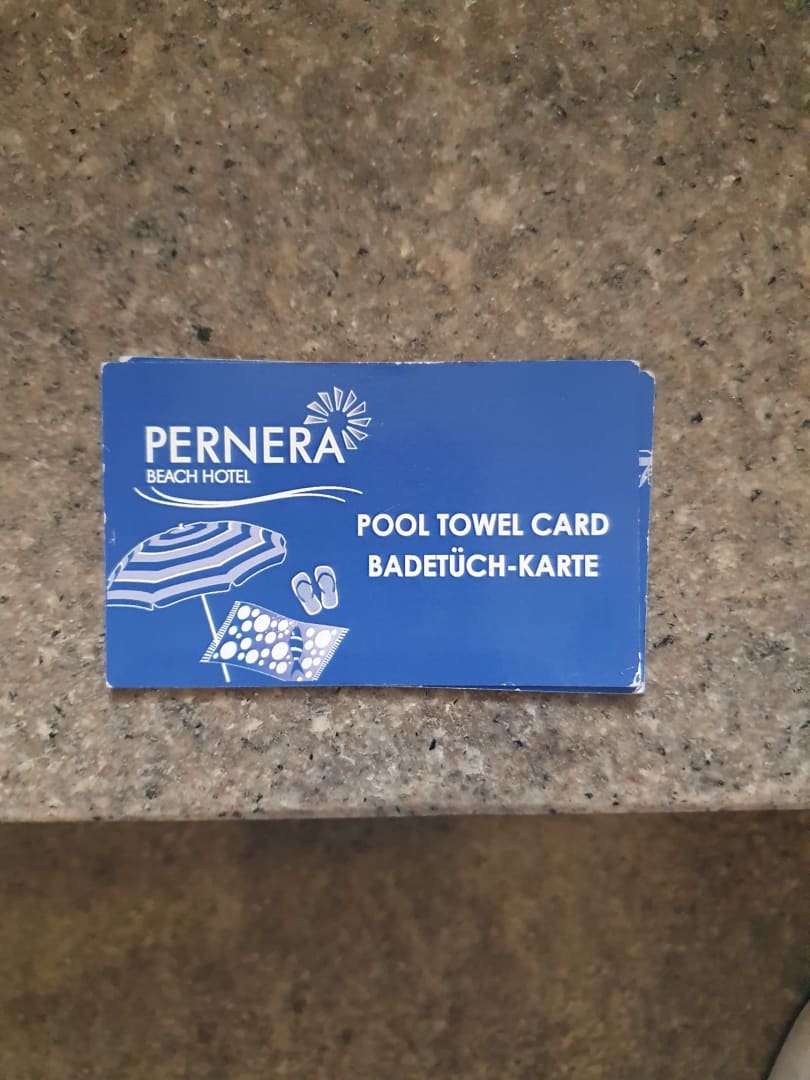 PERNERA
BEACH HOTEL
POOL TOWEL CARD
BADETÜCH-KARTE